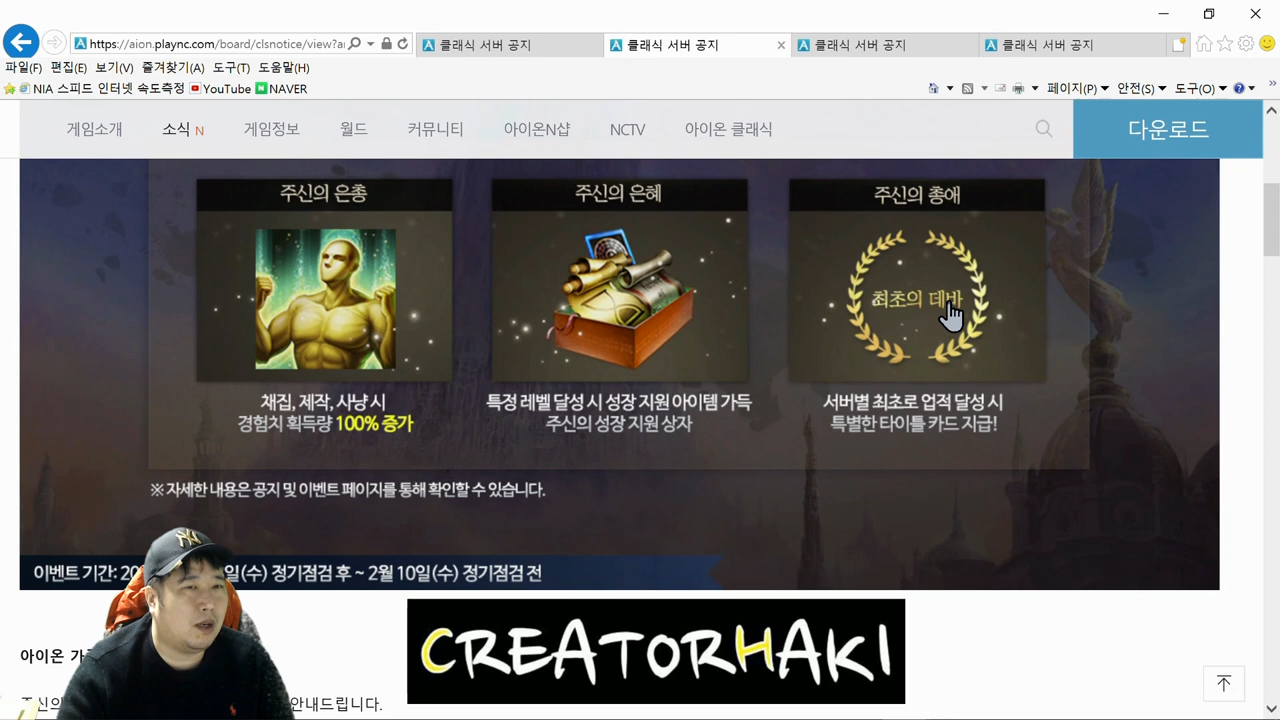 https://aion.plaync.com/board/clsnotice/view?a
클래식 서버 공지
클래식 서버 공지
클래식 서버 공지
클래식 서버 공지
파일(F) 편집(E) 보기(V) 즐겨찾기(A) 도구(T) 도움말(H)
NIA 스피드 인터넷 속도측정 YouTube NAVER
페이지(P) 안전(S) 도구(O)
게임소개 소식 N 게임정보 월드 커뮤니티 아이온N샵 NCTV 아이온 클래식
다운로드
주신의 은총
주신의 은혜
주신의 총애
최초의 데바
채집, 제작, 사냥 시
경험치 획득량 100% 증가
특정 레벨 달성 시 성장 지원 아이템 가득
주신의 성장 지원 상자
서버별 최초로 업적 달성 시
특별한 타이틀 카드 지급!
※ 자세한 내용은 공지 및 이벤트 페이지를 통해 확인할 수 있습니다.
이벤트 기간: 20 일(수) 정기점검 후 ~ 2월 10일(수) 정기점검 전
CREATORHAKI
아이온
안내드립니다.